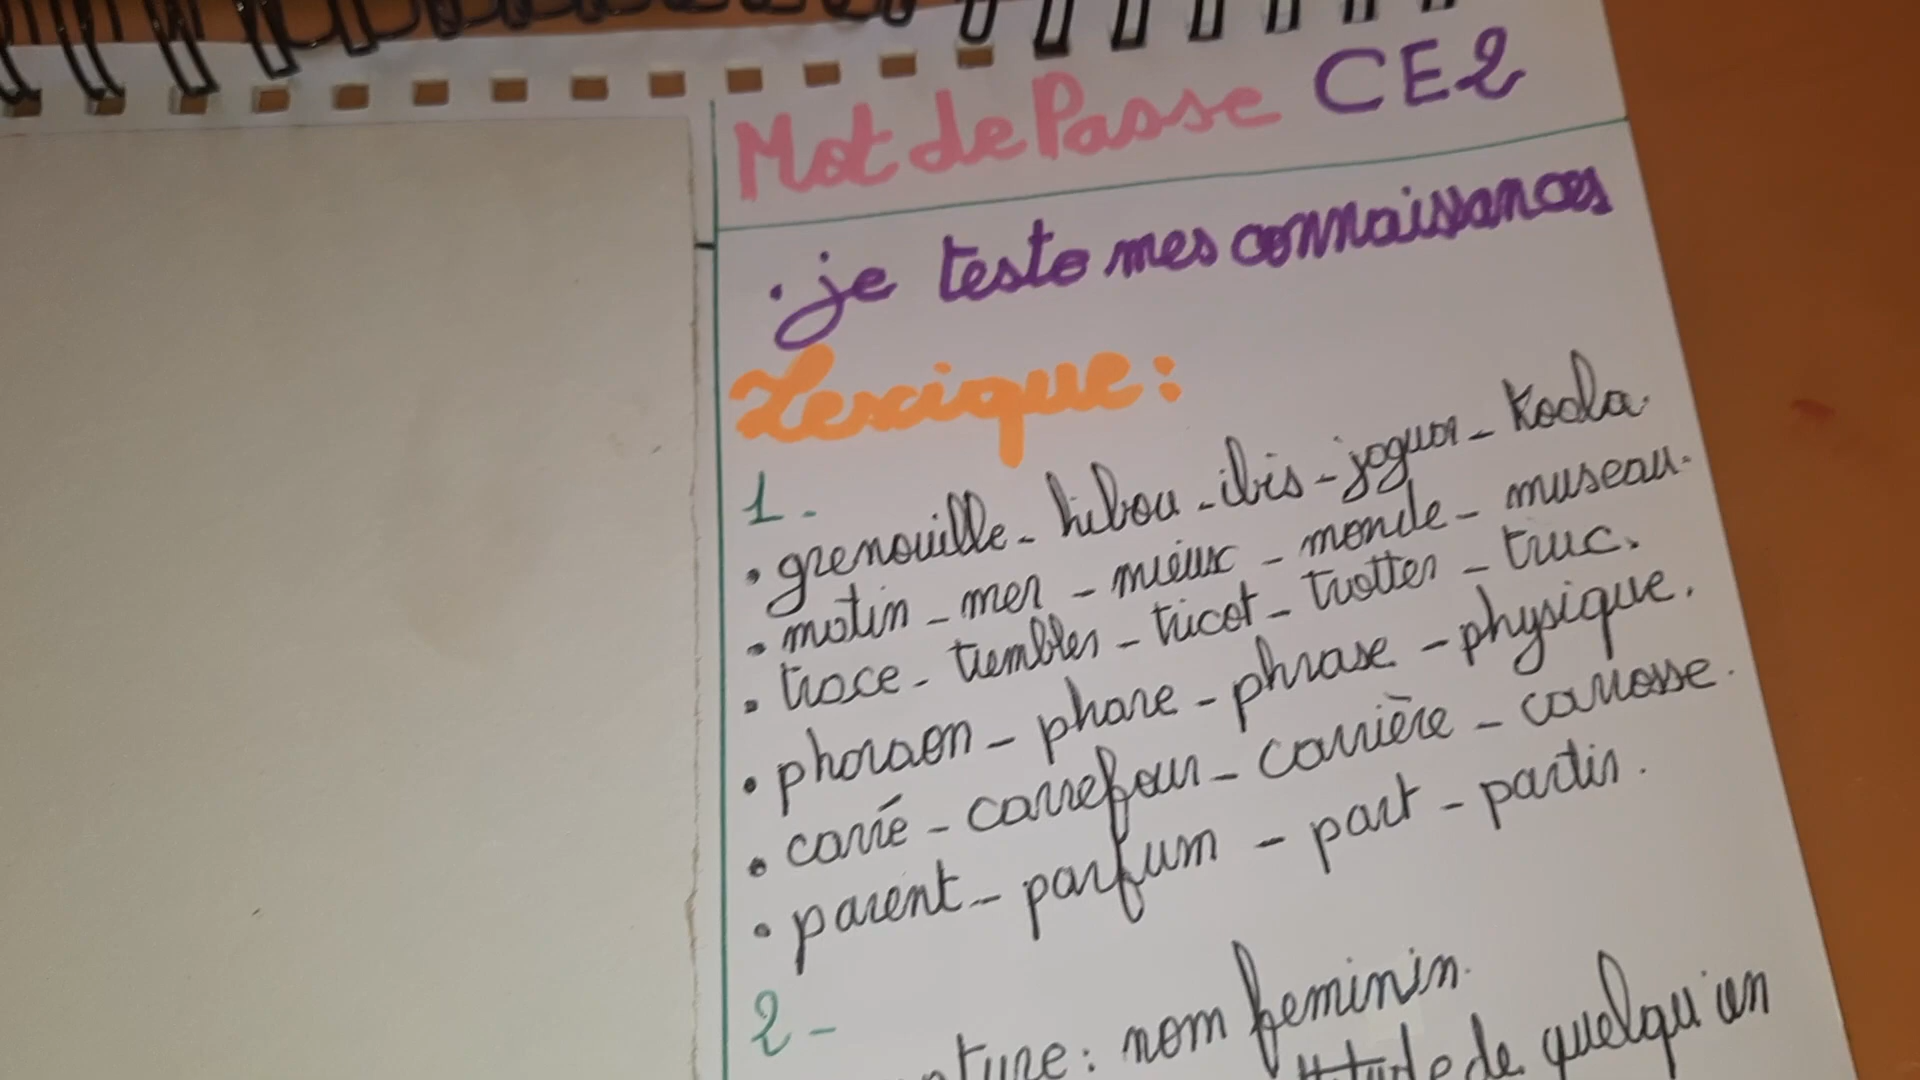 Mot de Passe CE2
. je teste mes connaissances
Lexique :
1 -
• grenouille - hibou - ibis - jaguar - Koala.
• matin - mer - mieux - monde - museau.
• trace - trembler - tricot - trotter - truc.
• pharaon - phare - phrase - physique.
• carré - carrefour - carrière - carrosse.
• parent - parfum - part - partir.
2 -
nom feminin.
de quelqu'un